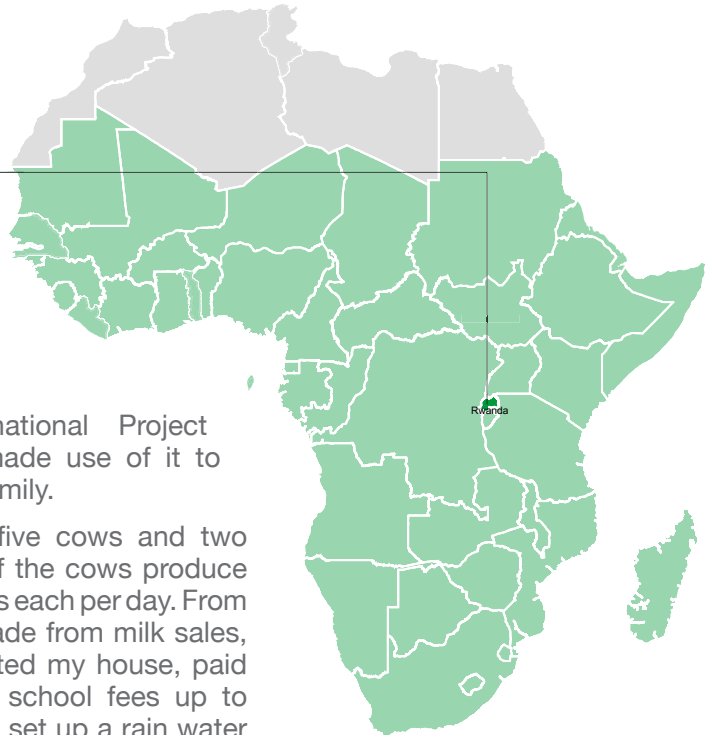 Rwanda
national Project
made use of it to
mily.
five cows and two
f the cows produce
s each per day. From
ade from milk sales,
ted my house, paid
school fees up to
set up a rain water